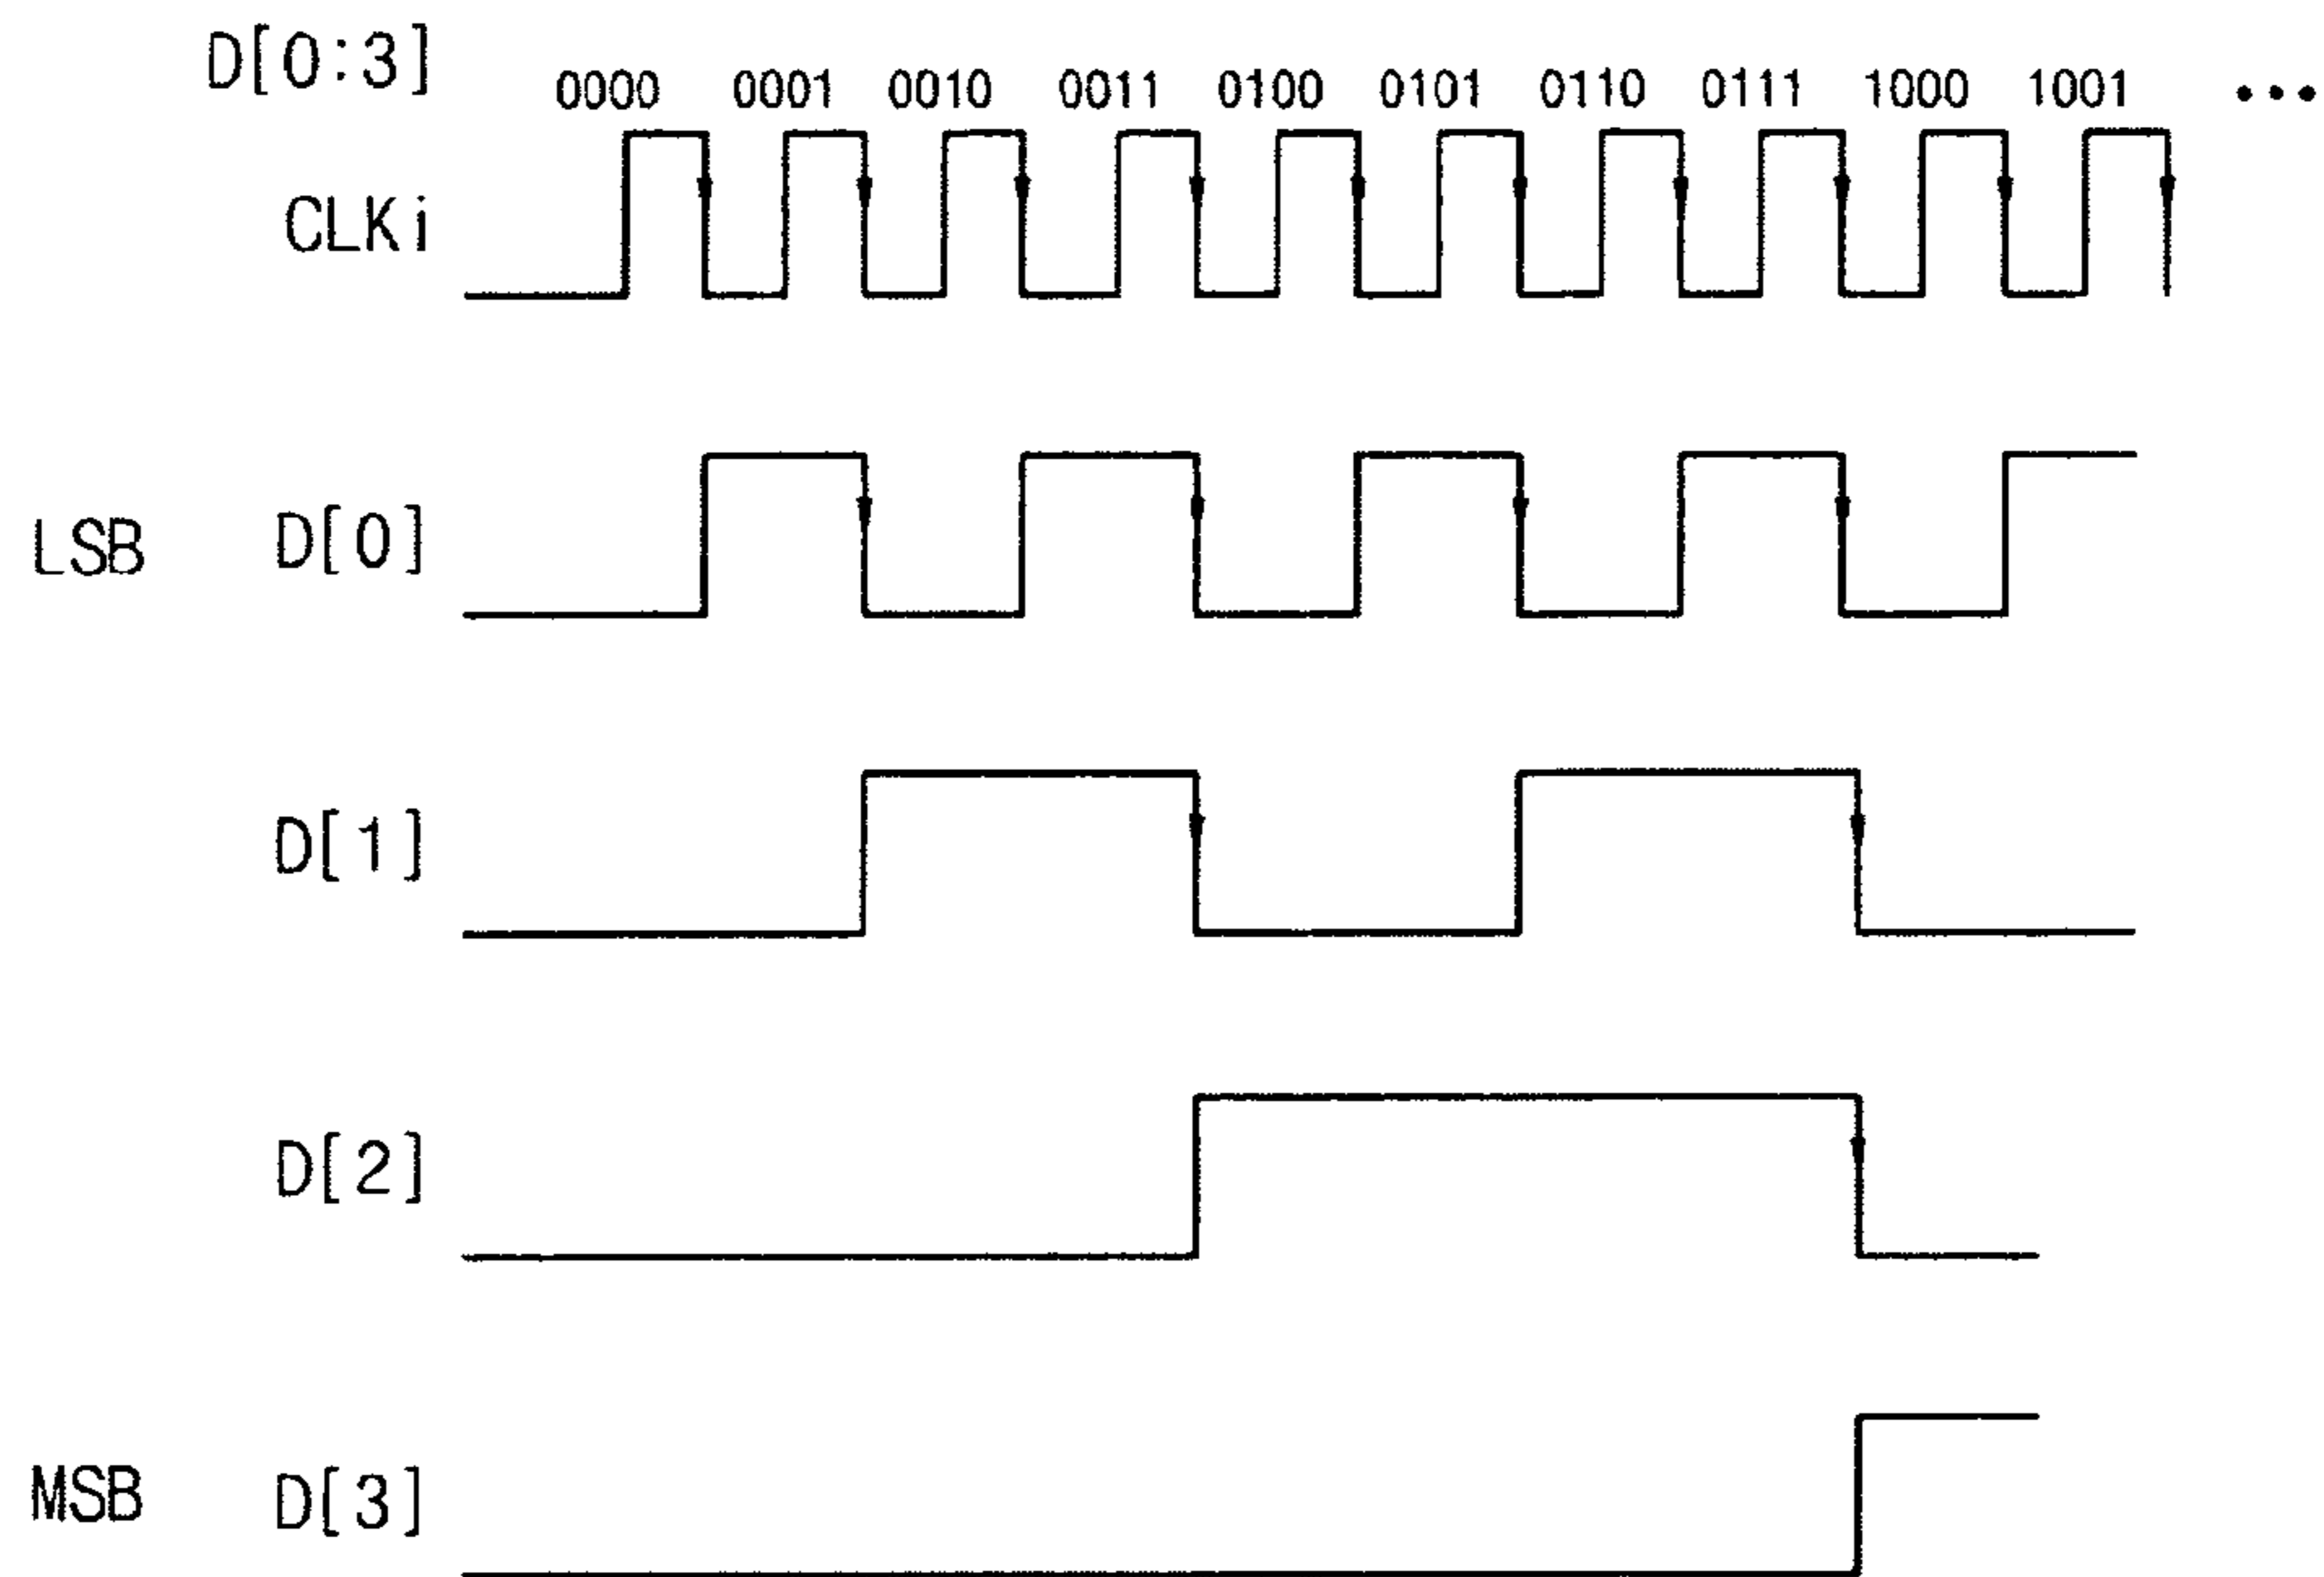 D[0:3] 0000 0001 0010 0011 0100 0101 0110 0111 1000 1001 •••
CLKi
LSB D[0]
D[1]
D[2]
MSB D[3]